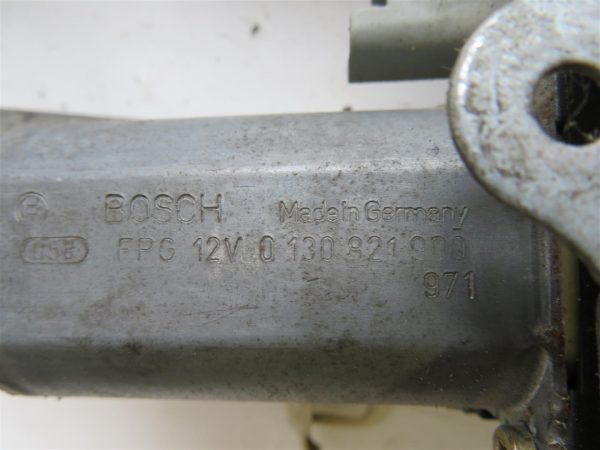 BOSCH Made in Germany
FPG 12V 0 130 821 900
971